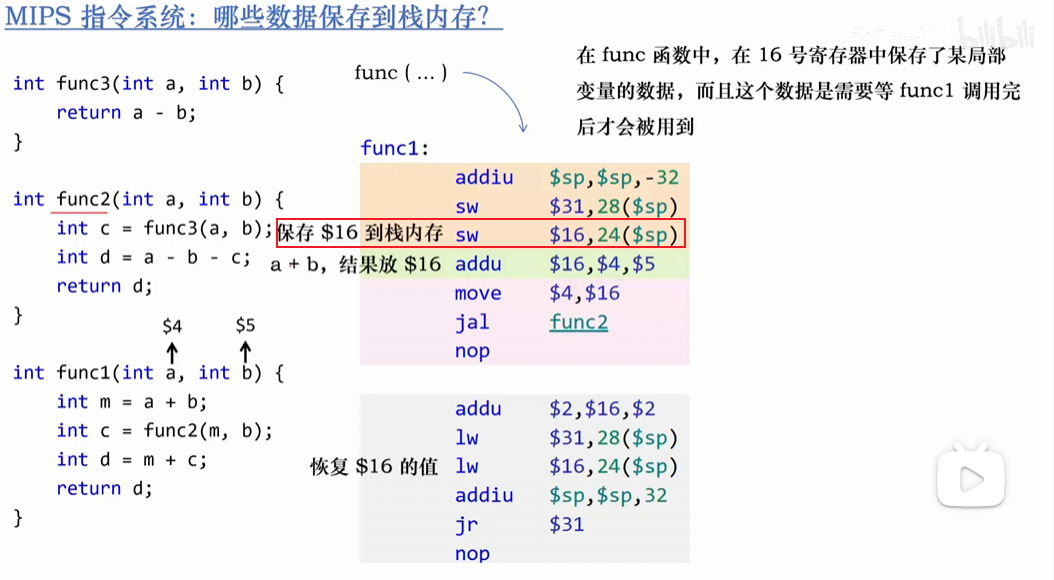 MIPS 指令系统：哪些数据保存到栈内存？
bilibili
在 func 函数中，在 16 号寄存器中保存了某局部
变量的数据，而且这个数据是需要等 func1 调用完
后才会被用到
func ( ... )
int func3(int a, int b) {
return a - b;
}
int func2(int a, int b) {
int c = func3(a, b);
int d = a - b - c;
return d;
}
$4 $5
int func1(int a, int b) {
int m = a + b;
int c = func2(m, b);
int d = m + c;
return d;
}
func1:
addiu $sp,$sp,-32
sw $31,28($sp)
保存 $16 到栈内存 sw $16,24($sp)
a + b，结果放 $16 addu $16,$4,$5
move $4,$16
jal func2
nop
addu $2,$16,$2
lw $31,28($sp)
恢复 $16 的值 lw $16,24($sp)
addiu $sp,$sp,32
jr $31
nop